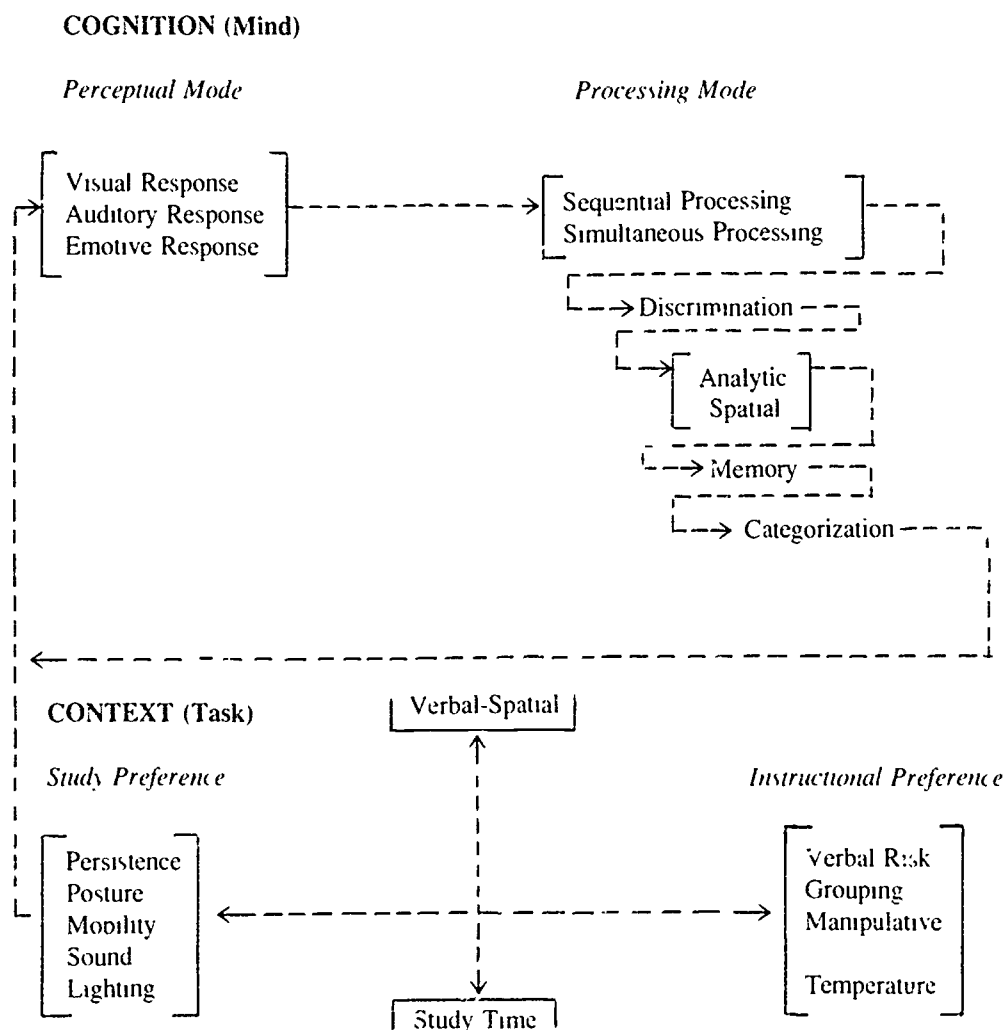 COGNITION (Mind)
Perceptual Mode
Processing Mode
Visual Response
Auditory Response
Emotive Response
Sequential Processing
Simultaneous Processing
Discrimination
Analytic
Spatial
Memory
Categorization
CONTEXT (Task)
Verbal-Spatial
Study Preference
Instructional Preference
Persistence
Posture
Mobility
Sound
Lighting
Verbal Risk
Grouping
Manipulative
Temperature
Study Time